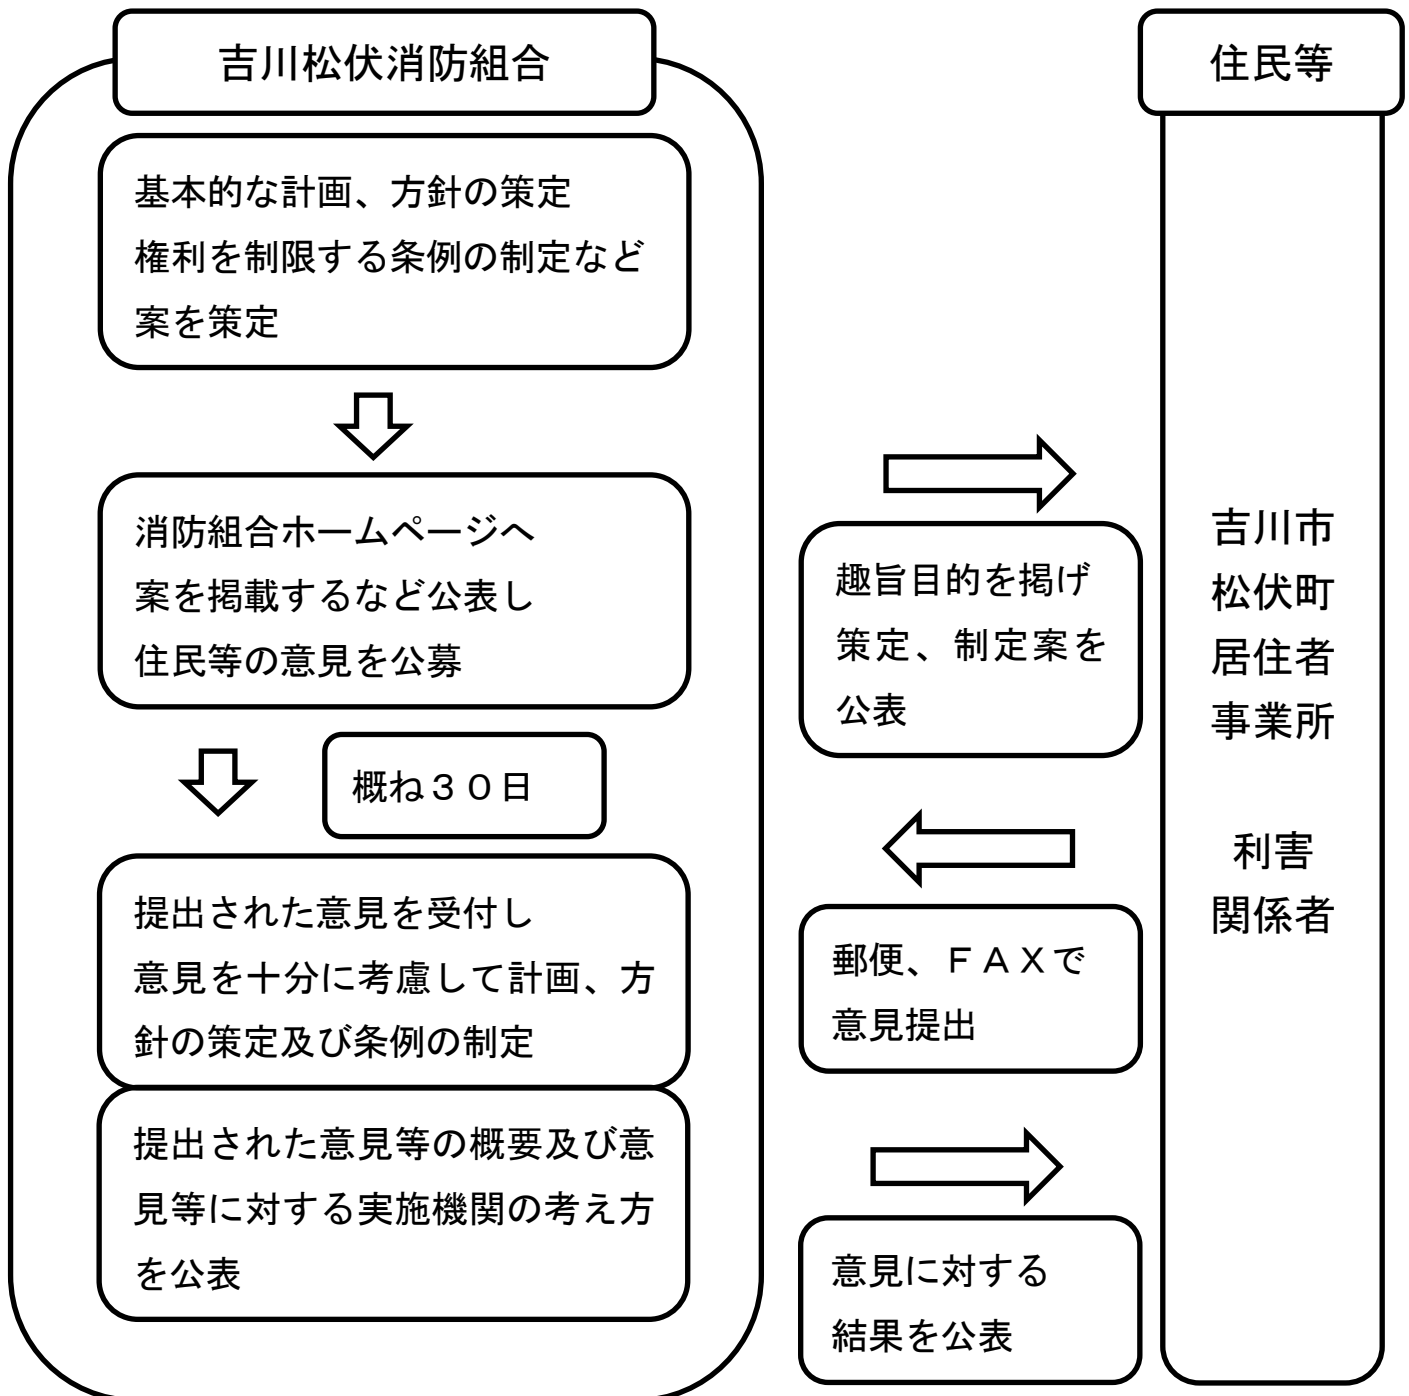 吉川松伏消防組合
基本的な計画、方針の策定
権利を制限する条例の制定など
案を策定
消防組合ホームページへ
案を掲載するなど公表し
住民等の意見を公募
概ね３０日
提出された意見を受付し
意見を十分に考慮して計画、方
針の策定及び条例の制定
提出された意見等の概要及び意
見等に対する実施機関の考え方
を公表
趣旨目的を掲げ
策定、制定案を
公表
郵便、ＦＡＸで
意見提出
意見に対する
結果を公表
住民等
吉川市
松伏町
居住者
事業所
利害
関係者